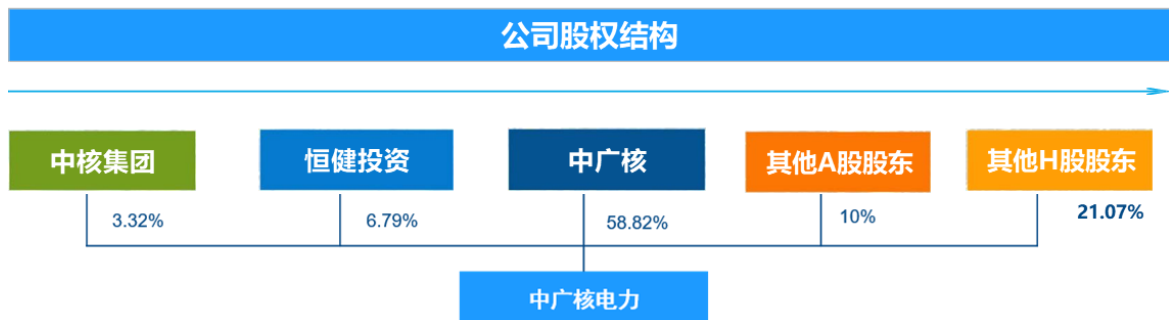 公司股权结构
中核集团
恒健投资
中广核
其他A股股东
其他H股股东
3.32%
6.79%
58.82%
10%
21.07%
中广核电力